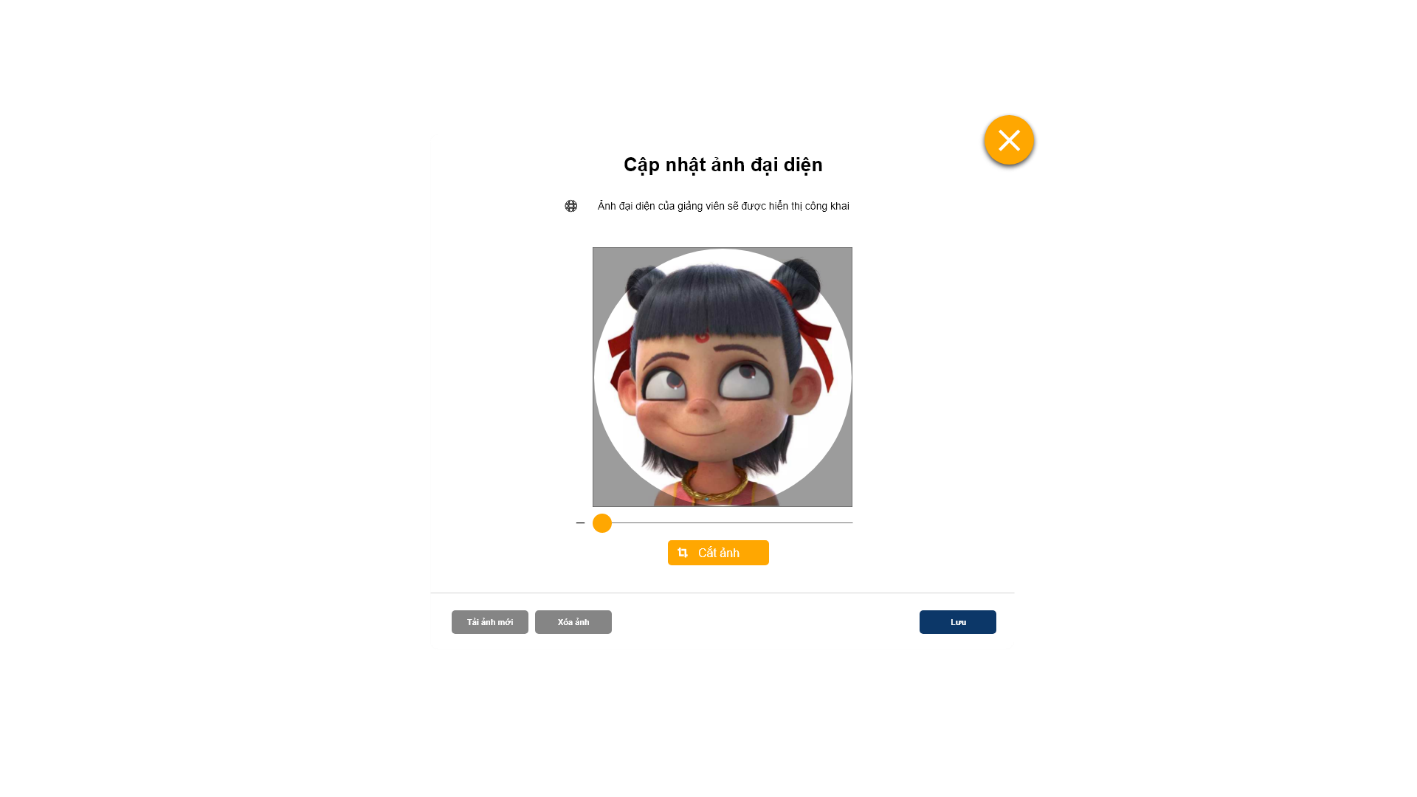 Cập nhật ảnh đại diện
Ảnh đại diện của giảng viên sẽ được hiển thị công khai
Cắt ảnh
Tải ảnh mới
Xóa ảnh
Lưu